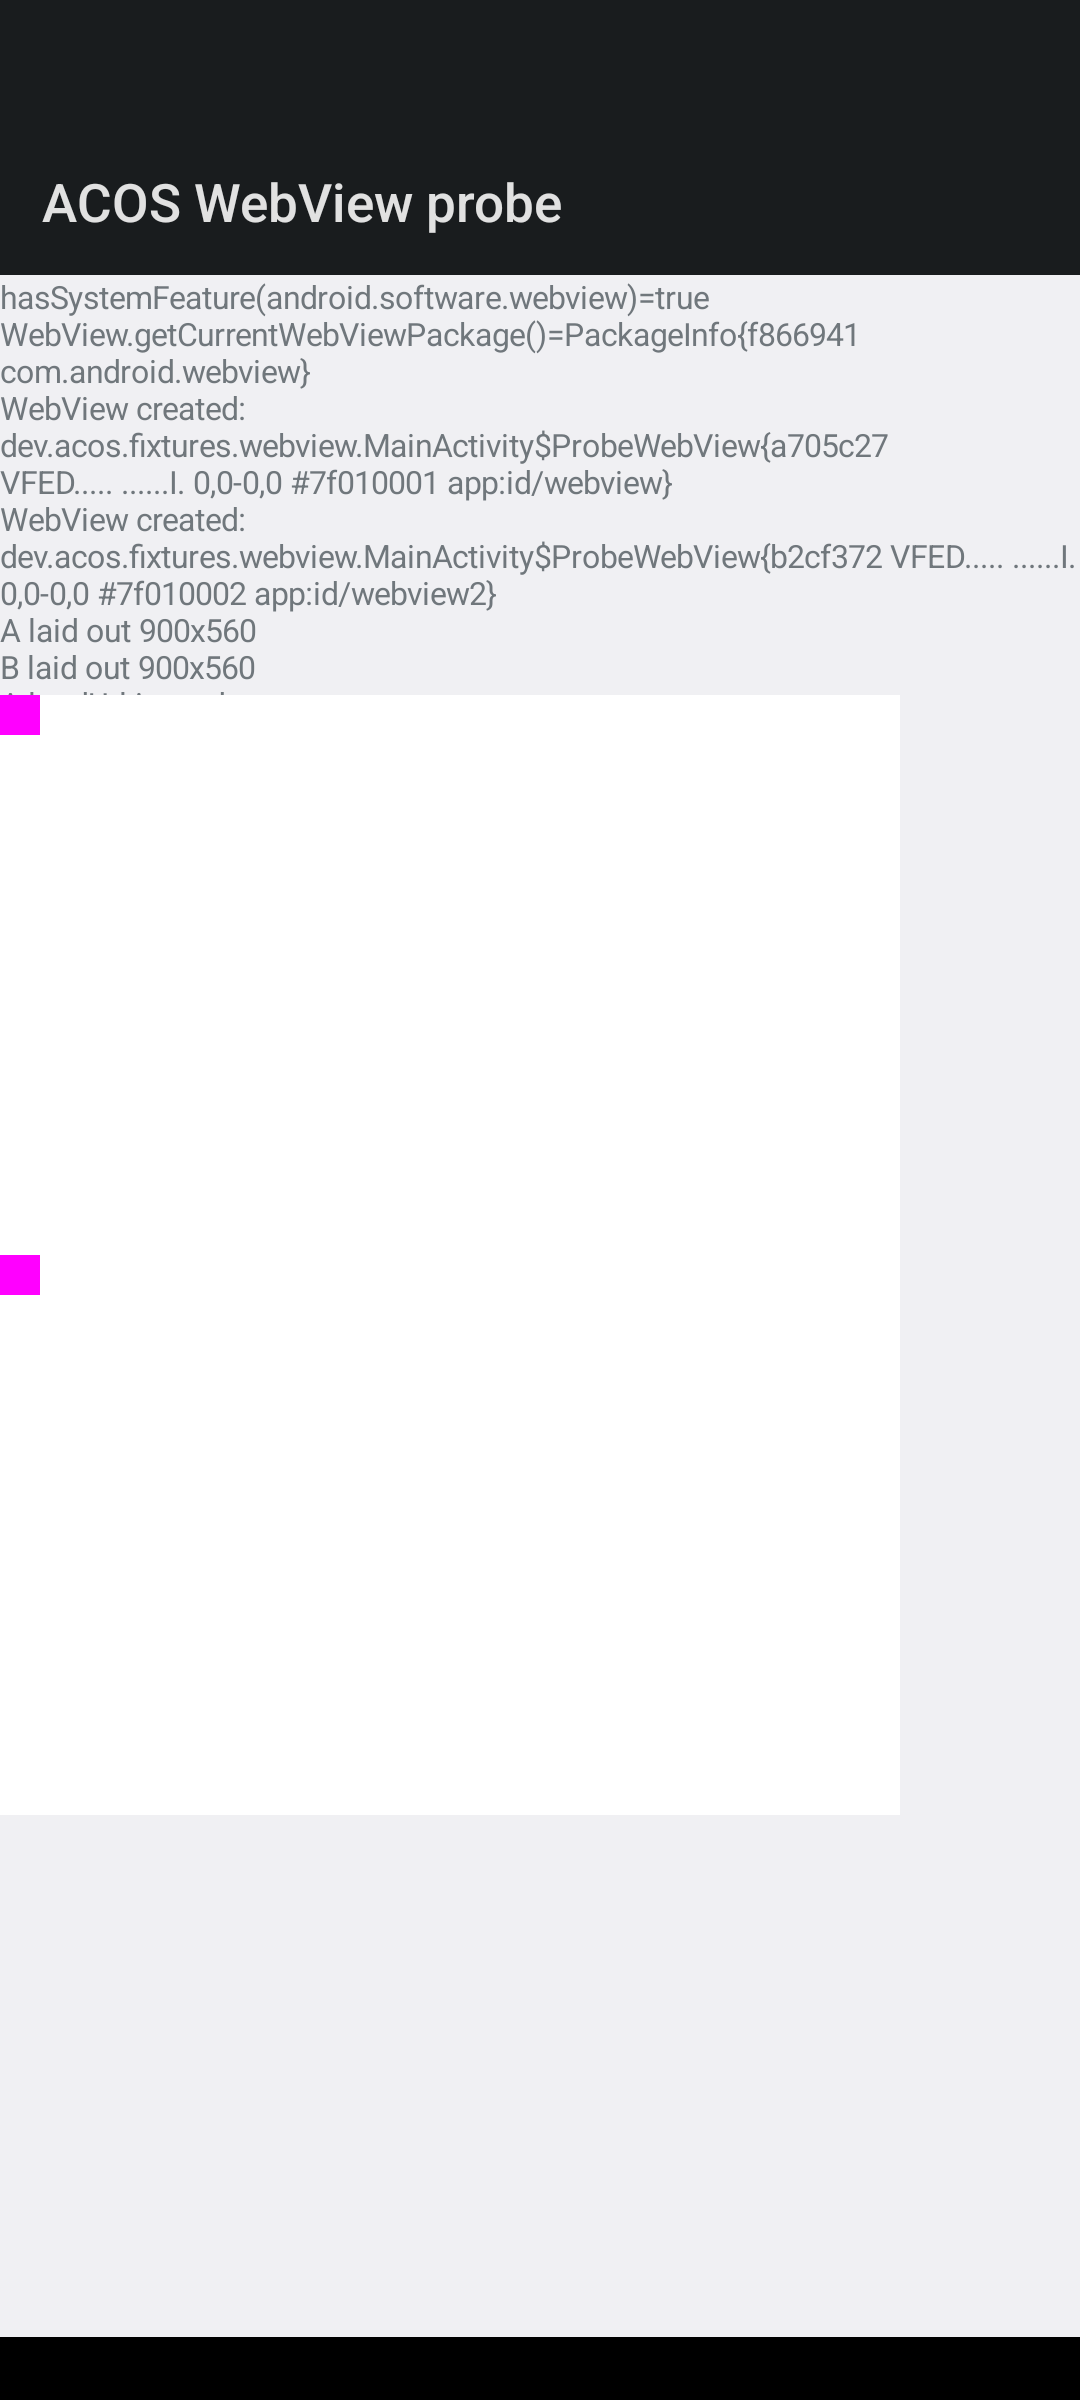 ACOS WebView probe
hasSystemFeature(android.software.webview)=true
WebView.getCurrentWebViewPackage()=PackageInfo{f866941
com.android.webview}
WebView created:
dev.acos.fixtures.webview.MainActivity$ProbeWebView{a705c27
VFED..... ......I. 0,0-0,0 #7f010001 app:id/webview}
WebView created:
dev.acos.fixtures.webview.MainActivity$ProbeWebView{b2cf372 VFED..... ......I.
0,0-0,0 #7f010002 app:id/webview2}
A laid out 900x560
B laid out 900x560